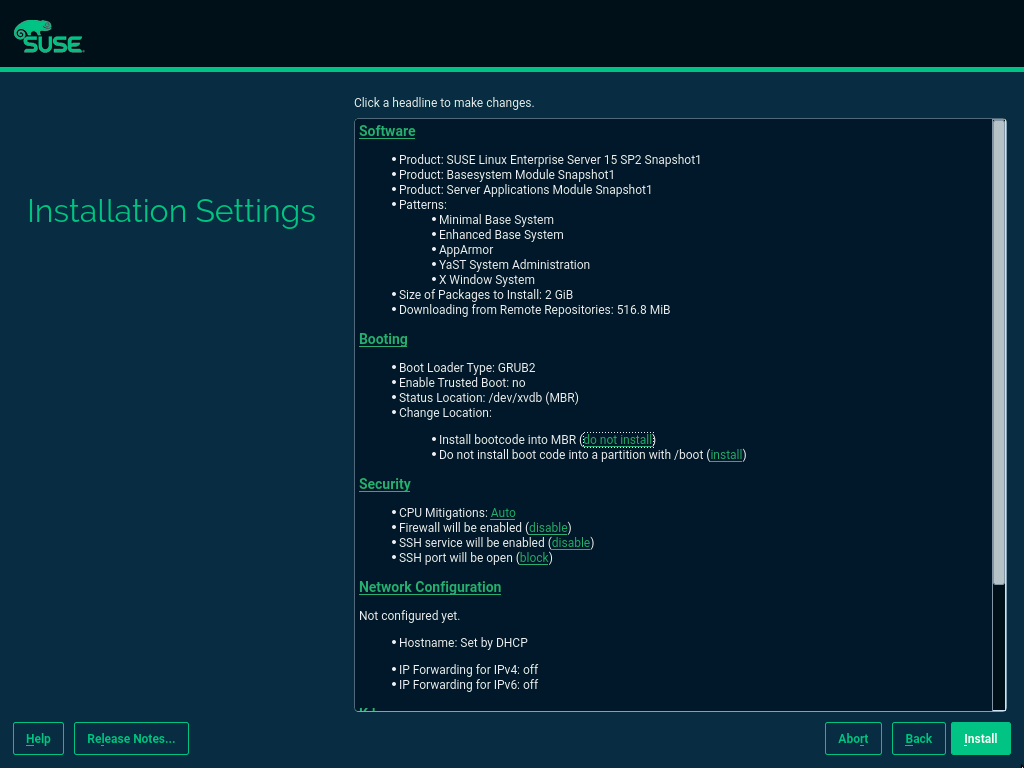 SUSE
Click a headline to make changes.
Installation Settings
Software
• Product: SUSE Linux Enterprise Server 15 SP2 Snapshot1
• Product: Basesystem Module Snapshot1
• Product: Server Applications Module Snapshot1
• Patterns:
• Minimal Base System
• Enhanced Base System
• AppArmor
• YaST System Administration
• X Window System
• Size of Packages to Install: 2 GiB
• Downloading from Remote Repositories: 516.8 MiB
Booting
• Boot Loader Type: GRUB2
• Enable Trusted Boot: no
• Status Location: /dev/xvdb (MBR)
• Change Location:
• Install bootcode into MBR (do not install)
• Do not install boot code into a partition with /boot (install)
Security
• CPU Mitigations: Auto
• Firewall will be enabled (disable)
• SSH service will be enabled (disable)
• SSH port will be open (block)
Network Configuration
Not configured yet.
• Hostname: Set by DHCP
• IP Forwarding for IPv4: off
• IP Forwarding for IPv6: off
Help Release Notes... Abort Back Install